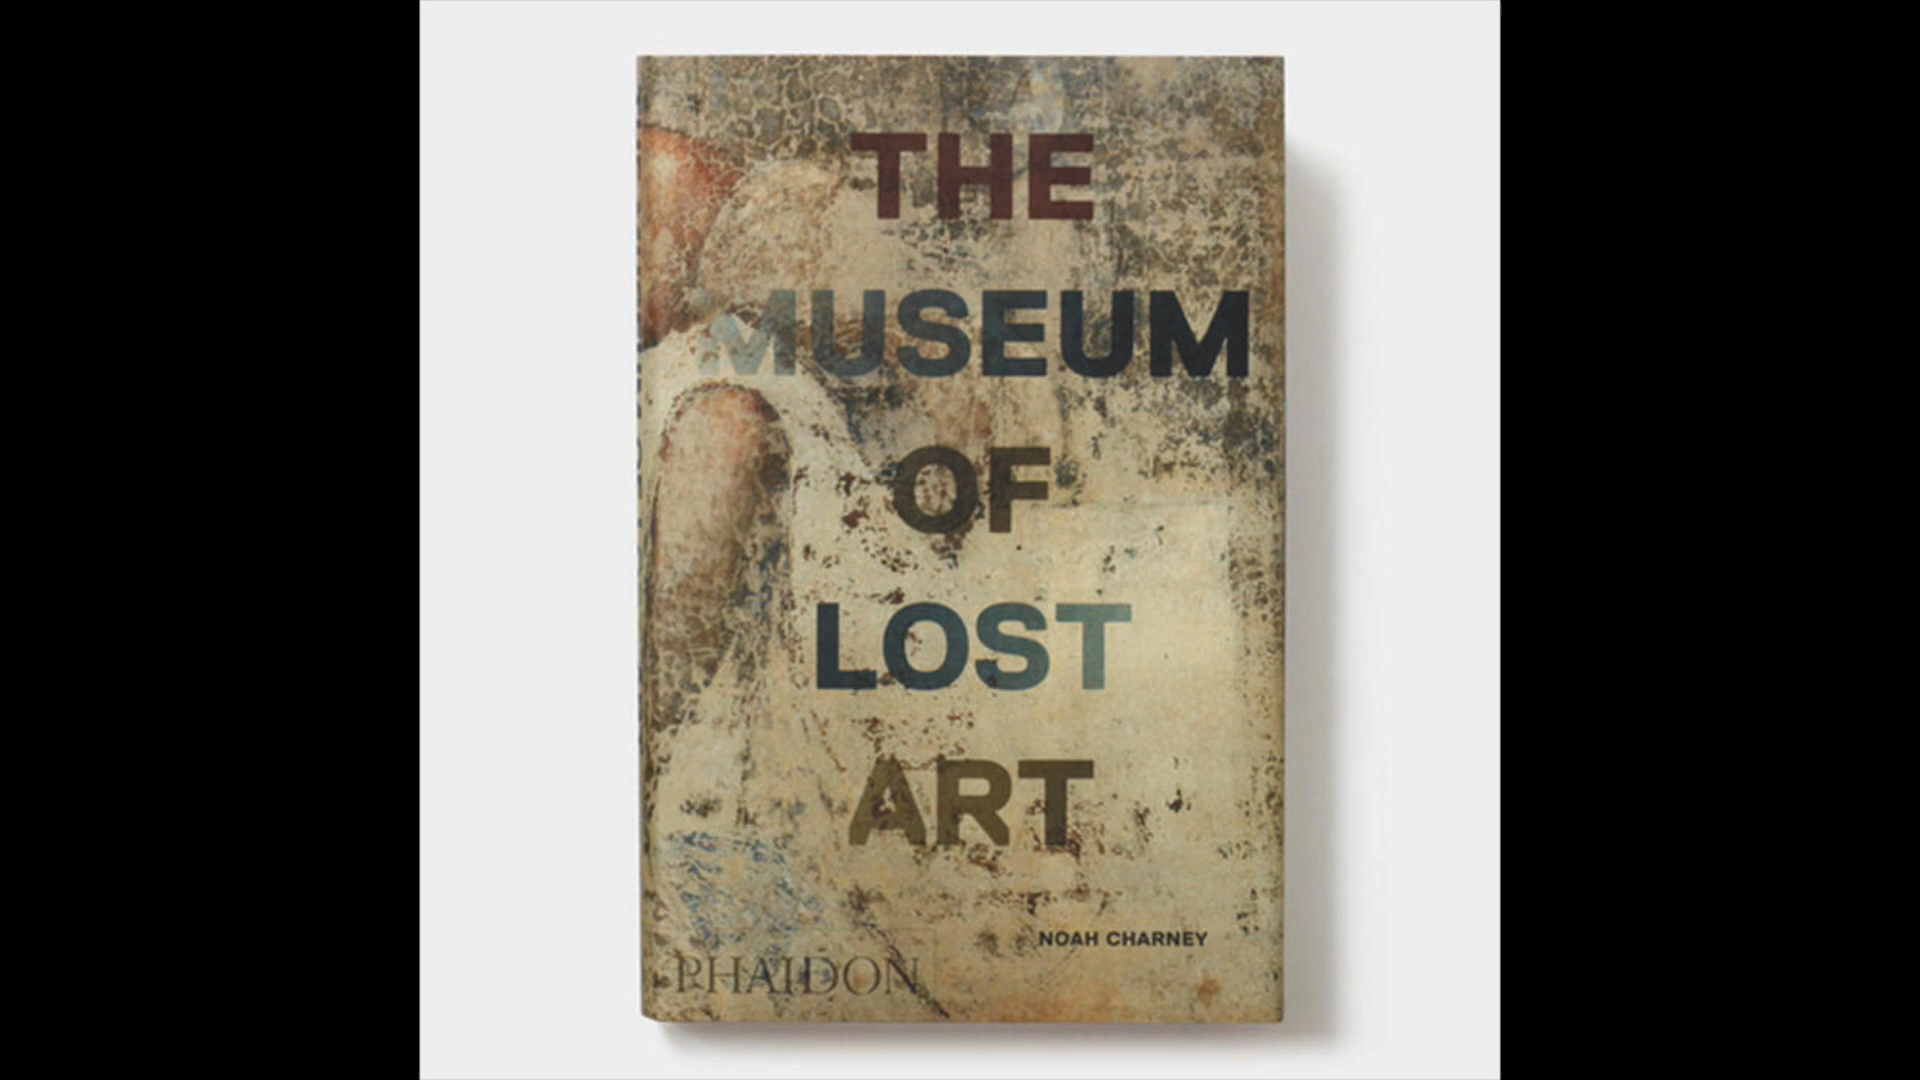 THE
MUSEUM
OF
LOST
ART
NOAH CHARNEY
PHAIDON